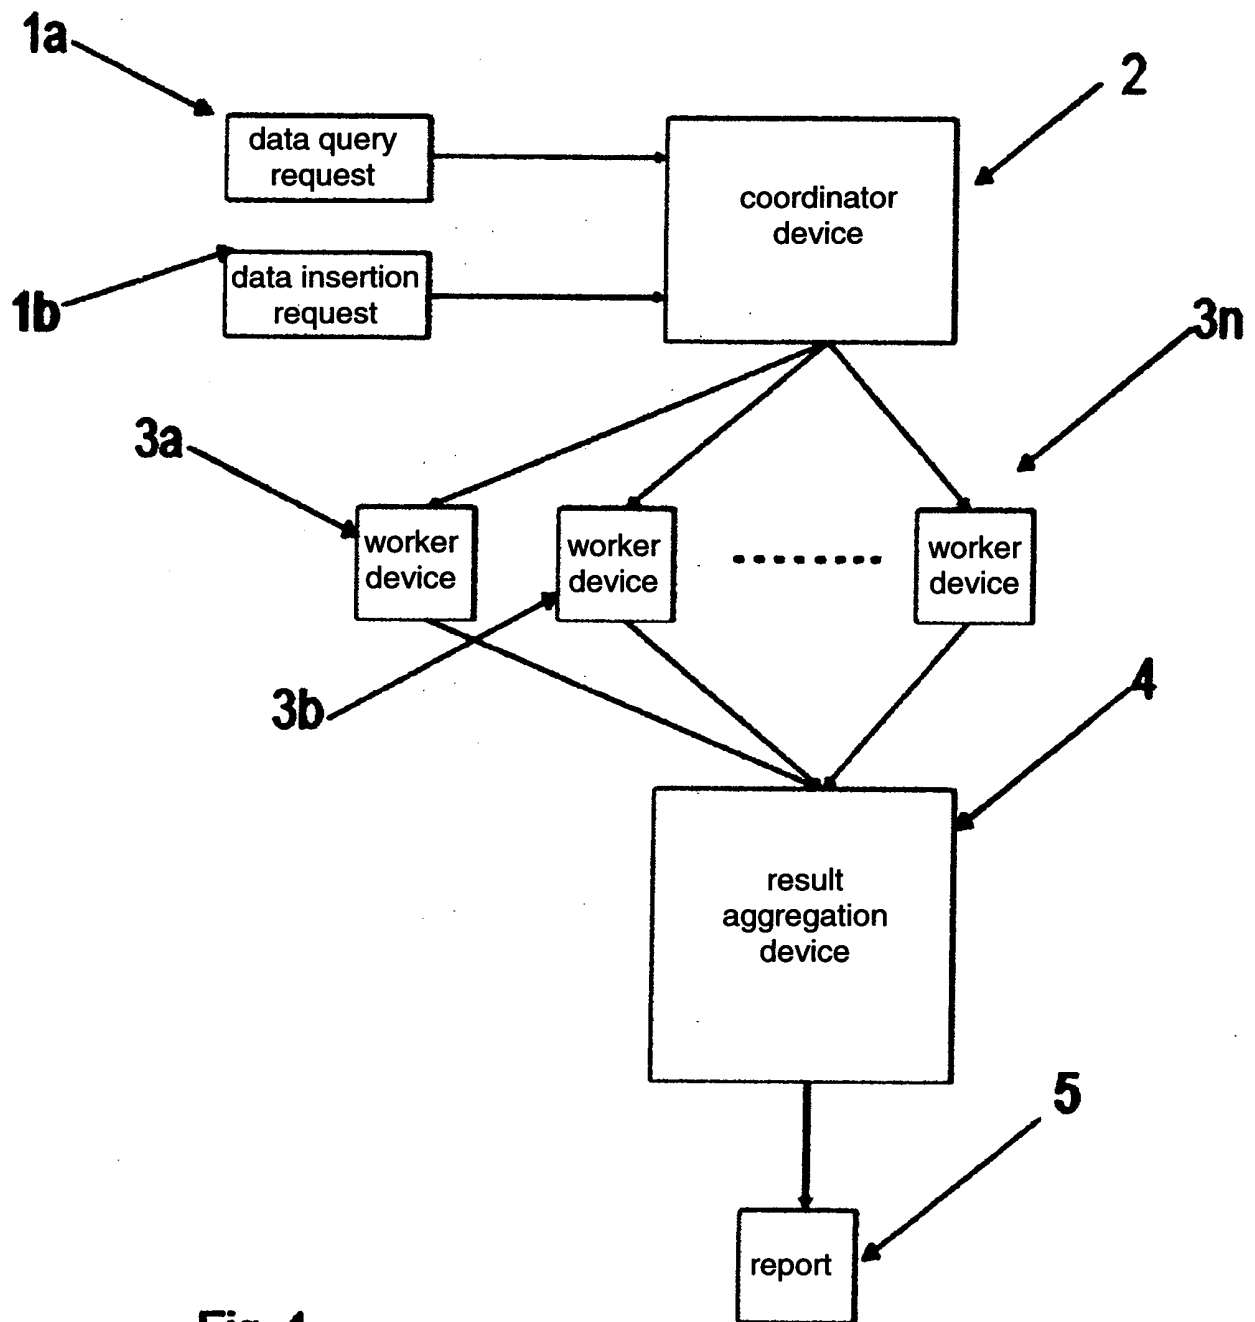 1a
2
data query
request
coordinator
device
data insertion
request
1b
3n
3a
worker
device
worker
device
worker
device
3b
4
result
aggregation
device
5
report